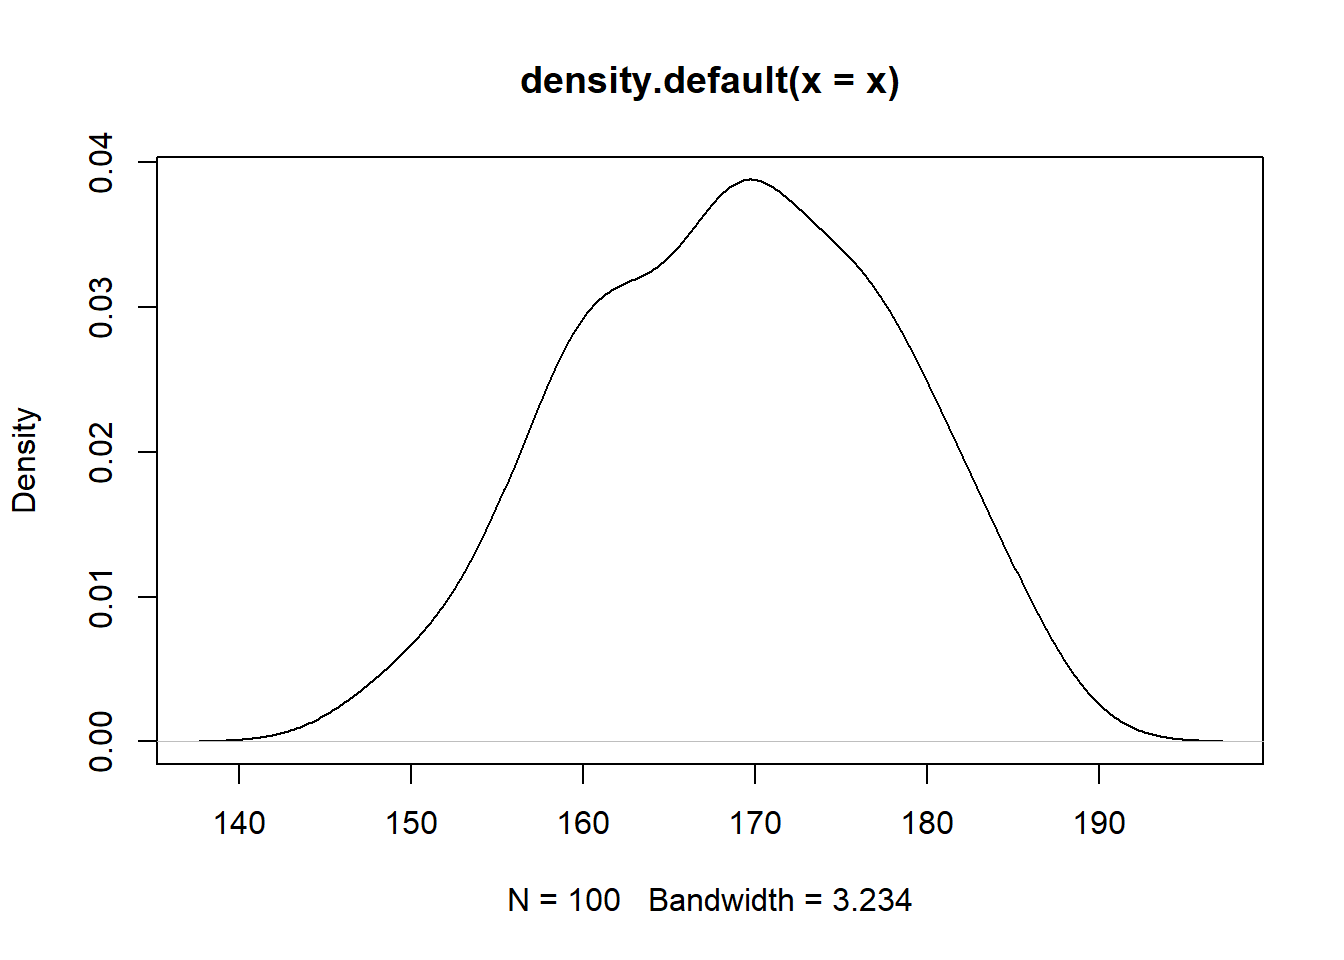 density.default(x = x)
Density
0.04
0.03
0.02
0.01
0.00
140 150 160 170 180 190
N = 100 Bandwidth = 3.234